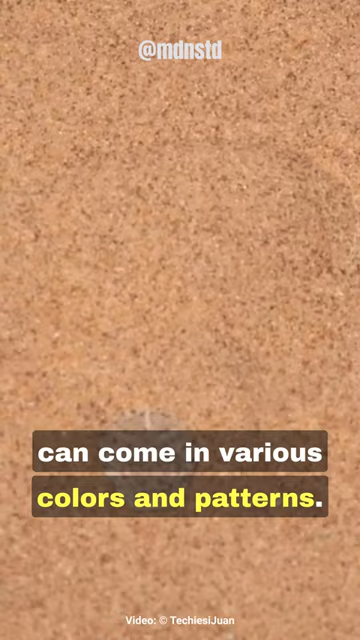 @mdnstd
can come in various
colors and patterns.
Video: © TechiesiJuan